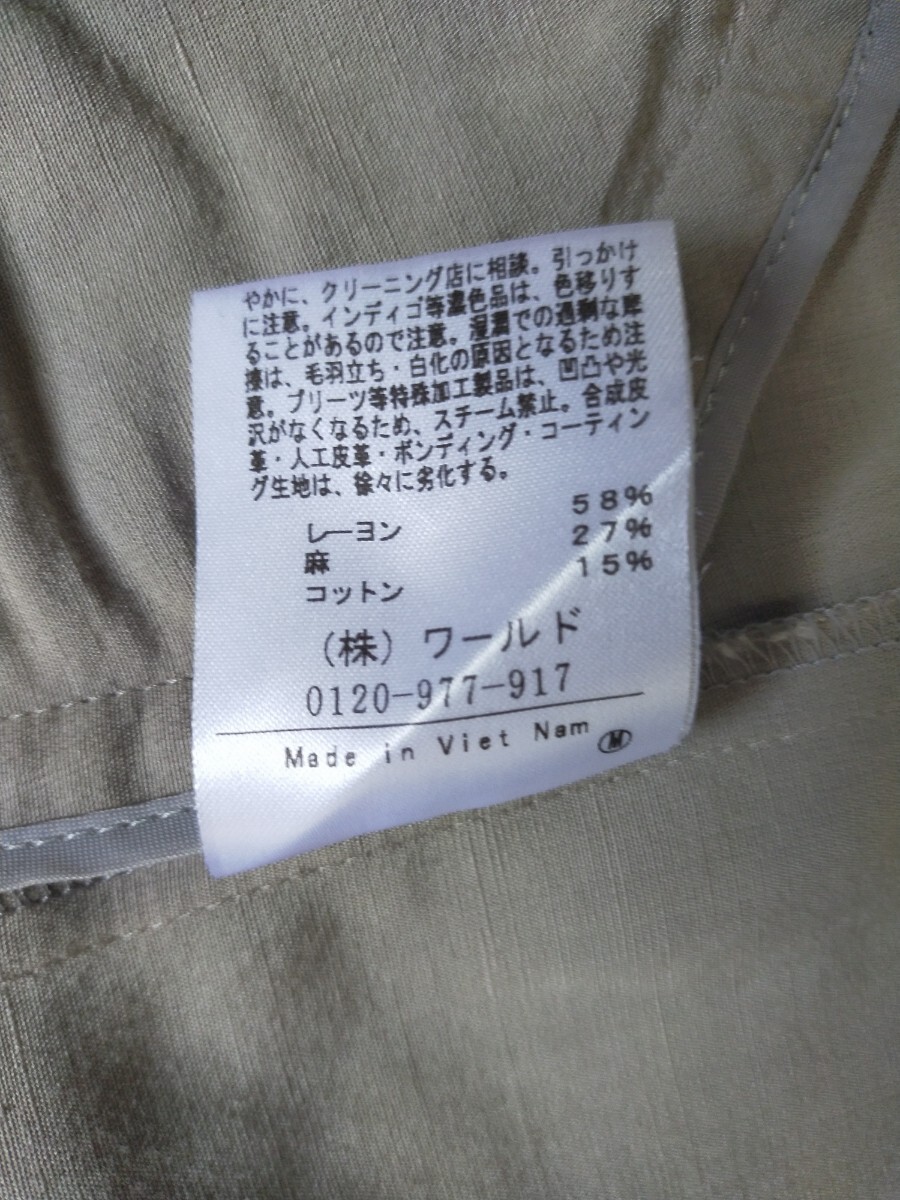 やかに、クリーニング店に相談。引っかけ
に注意。インディゴ等濃色品は、色移りす
ることがあるので注意。湿潤での過剰な摩
擦は、毛羽立ち・白化の原因となるため注
意。プリーツ等特殊加工製品は、凹凸や光
沢がなくなるため、スチーム禁止。合成皮
革・人工皮革・ボンディング・コーティン
グ生地は、徐々に劣化する。
レーヨン 58%
麻 27%
コットン 15%
(株) ワールド
0120-977-917
Made in Viet Nam M